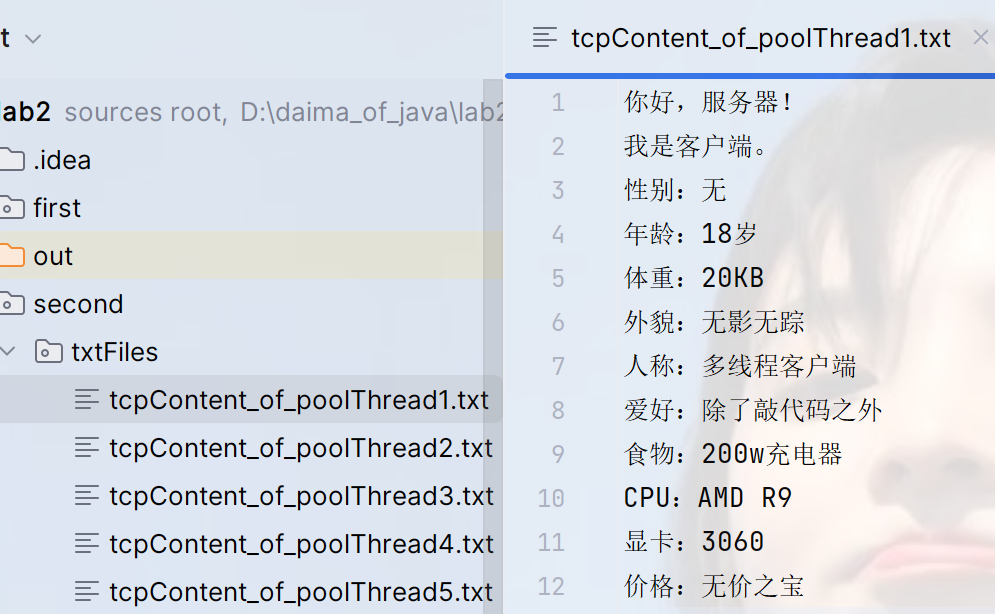 t
lab2 sources root, D:\daima_of_java\lab2
.idea
first
out
second
txtFiles
tcpContent_of_poolThread1.txt
tcpContent_of_poolThread2.txt
tcpContent_of_poolThread3.txt
tcpContent_of_poolThread4.txt
tcpContent_of_poolThread5.txt
tcpContent_of_poolThread1.txt
1 你好，服务器！
2 我是客户端。
3 性别：无
4 年龄：18岁
5 体重：20KB
6 外貌：无影无踪
7 人称：多线程客户端
8 爱好：除了敲代码之外
9 食物：200w充电器
10 CPU：AMD R9
11 显卡：3060
12 价格：无价之宝